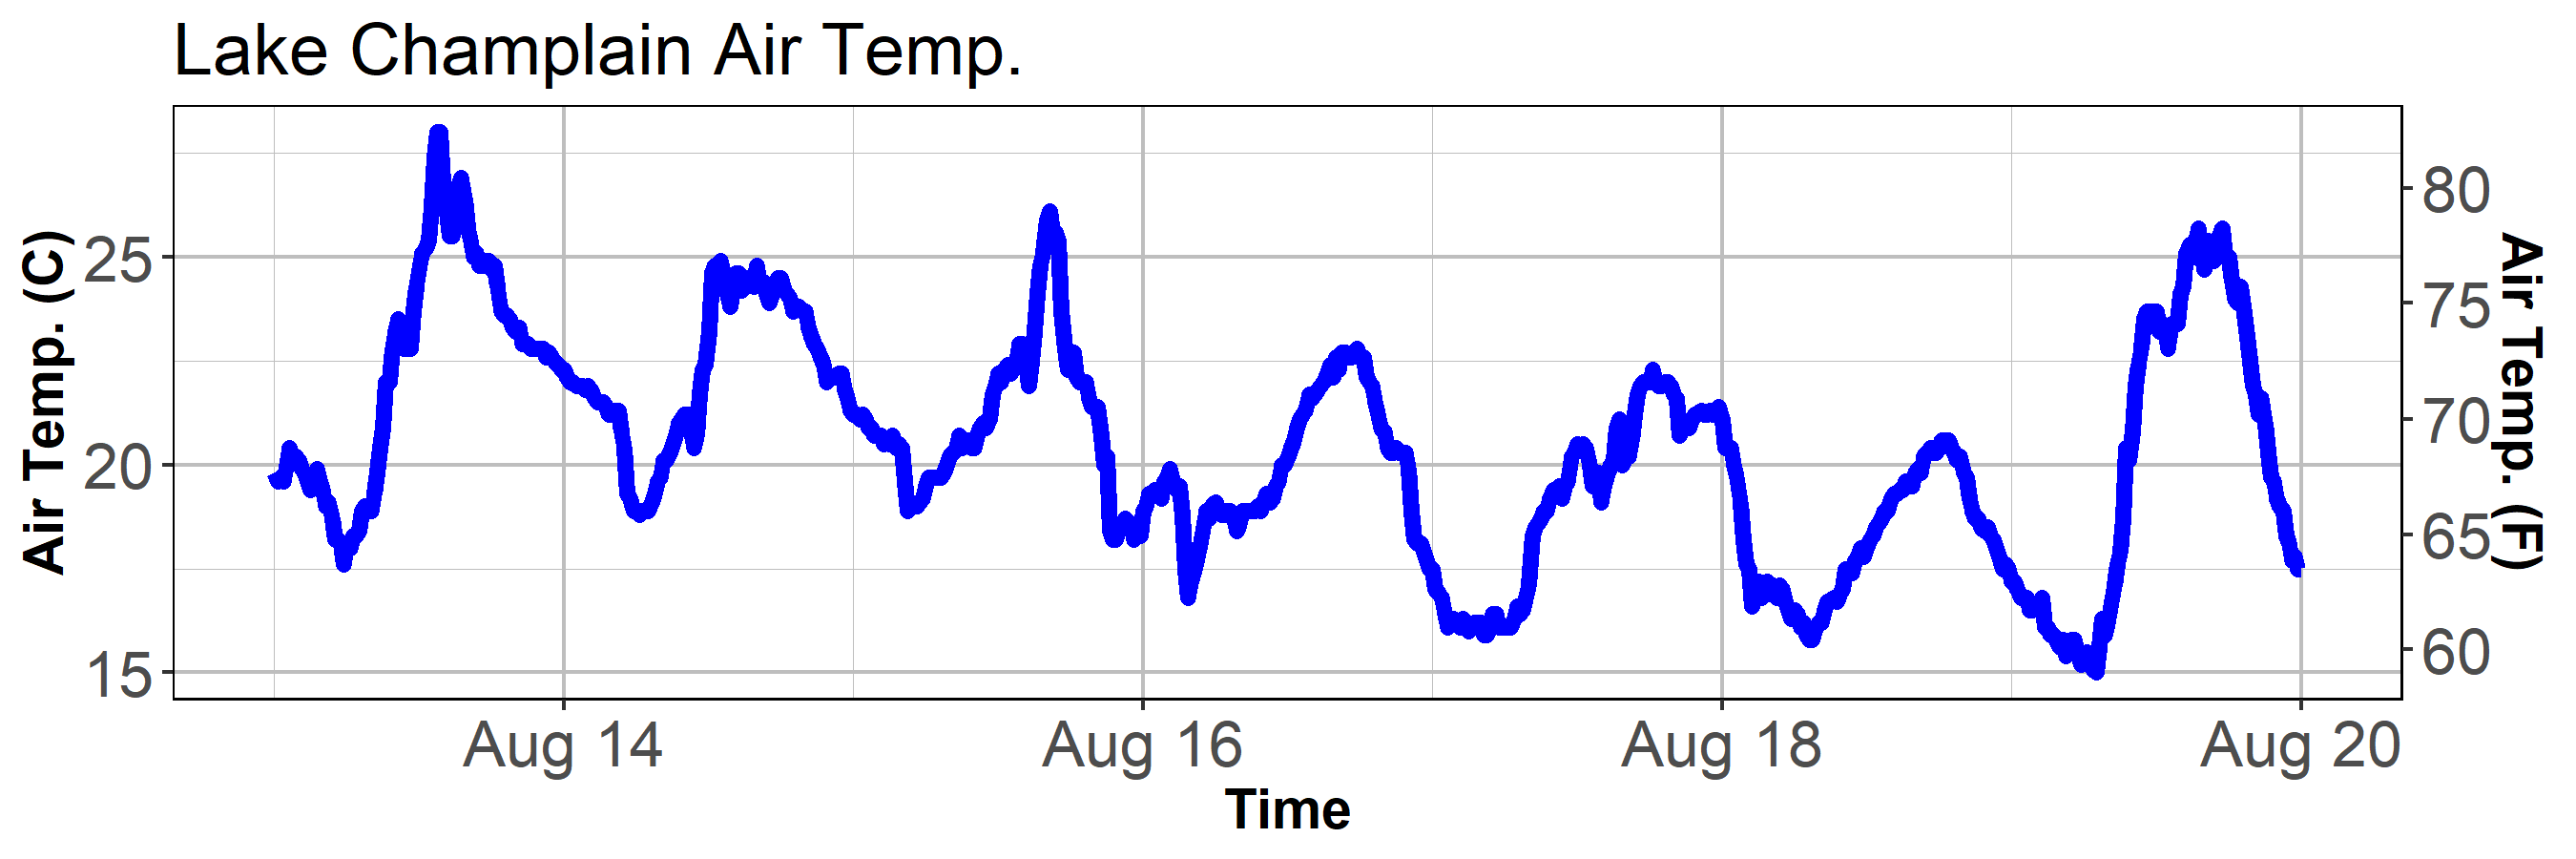 Lake Champlain Air Temp.
Air Temp. (C)
25
20
15
80
75
70
65
60
Air Temp. (F)
Aug 14
Aug 16
Aug 18
Aug 20
Time